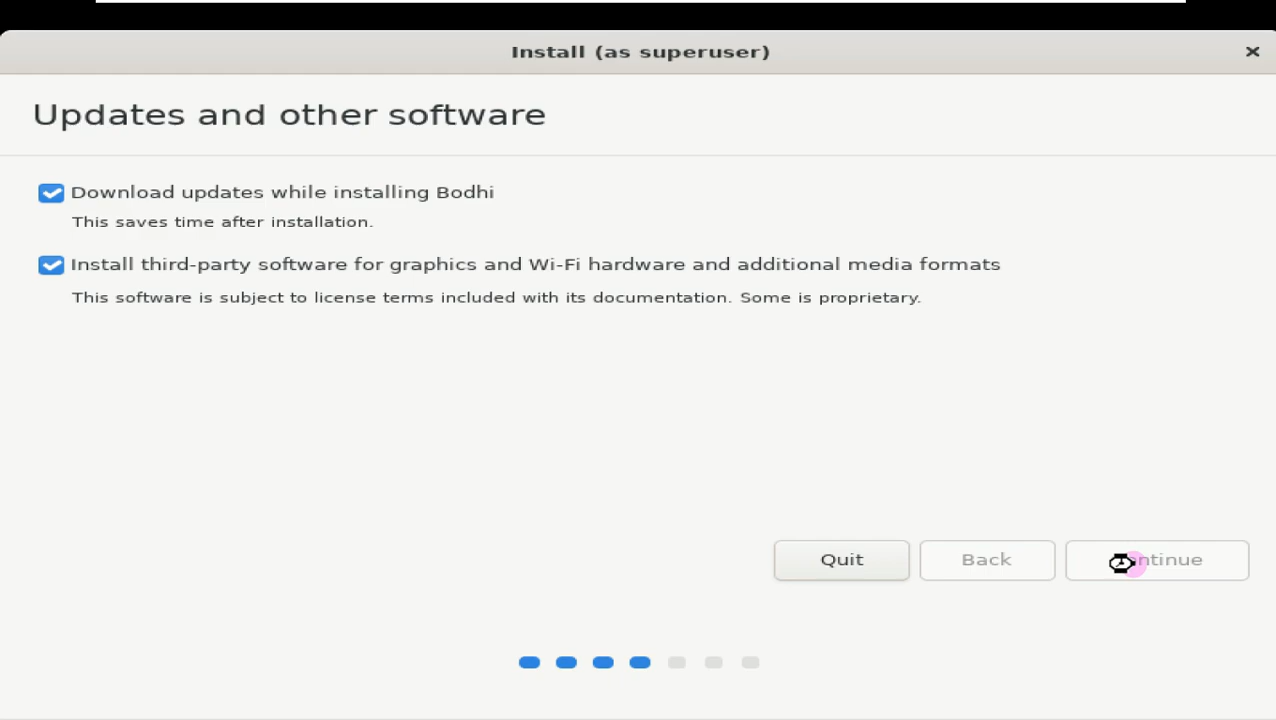 Install (as superuser)
Updates and other software
Download updates while installing Bodhi
This saves time after installation.
Install third-party software for graphics and Wi-Fi hardware and additional media formats
This software is subject to license terms included with its documentation. Some is proprietary.
Quit Back Continue